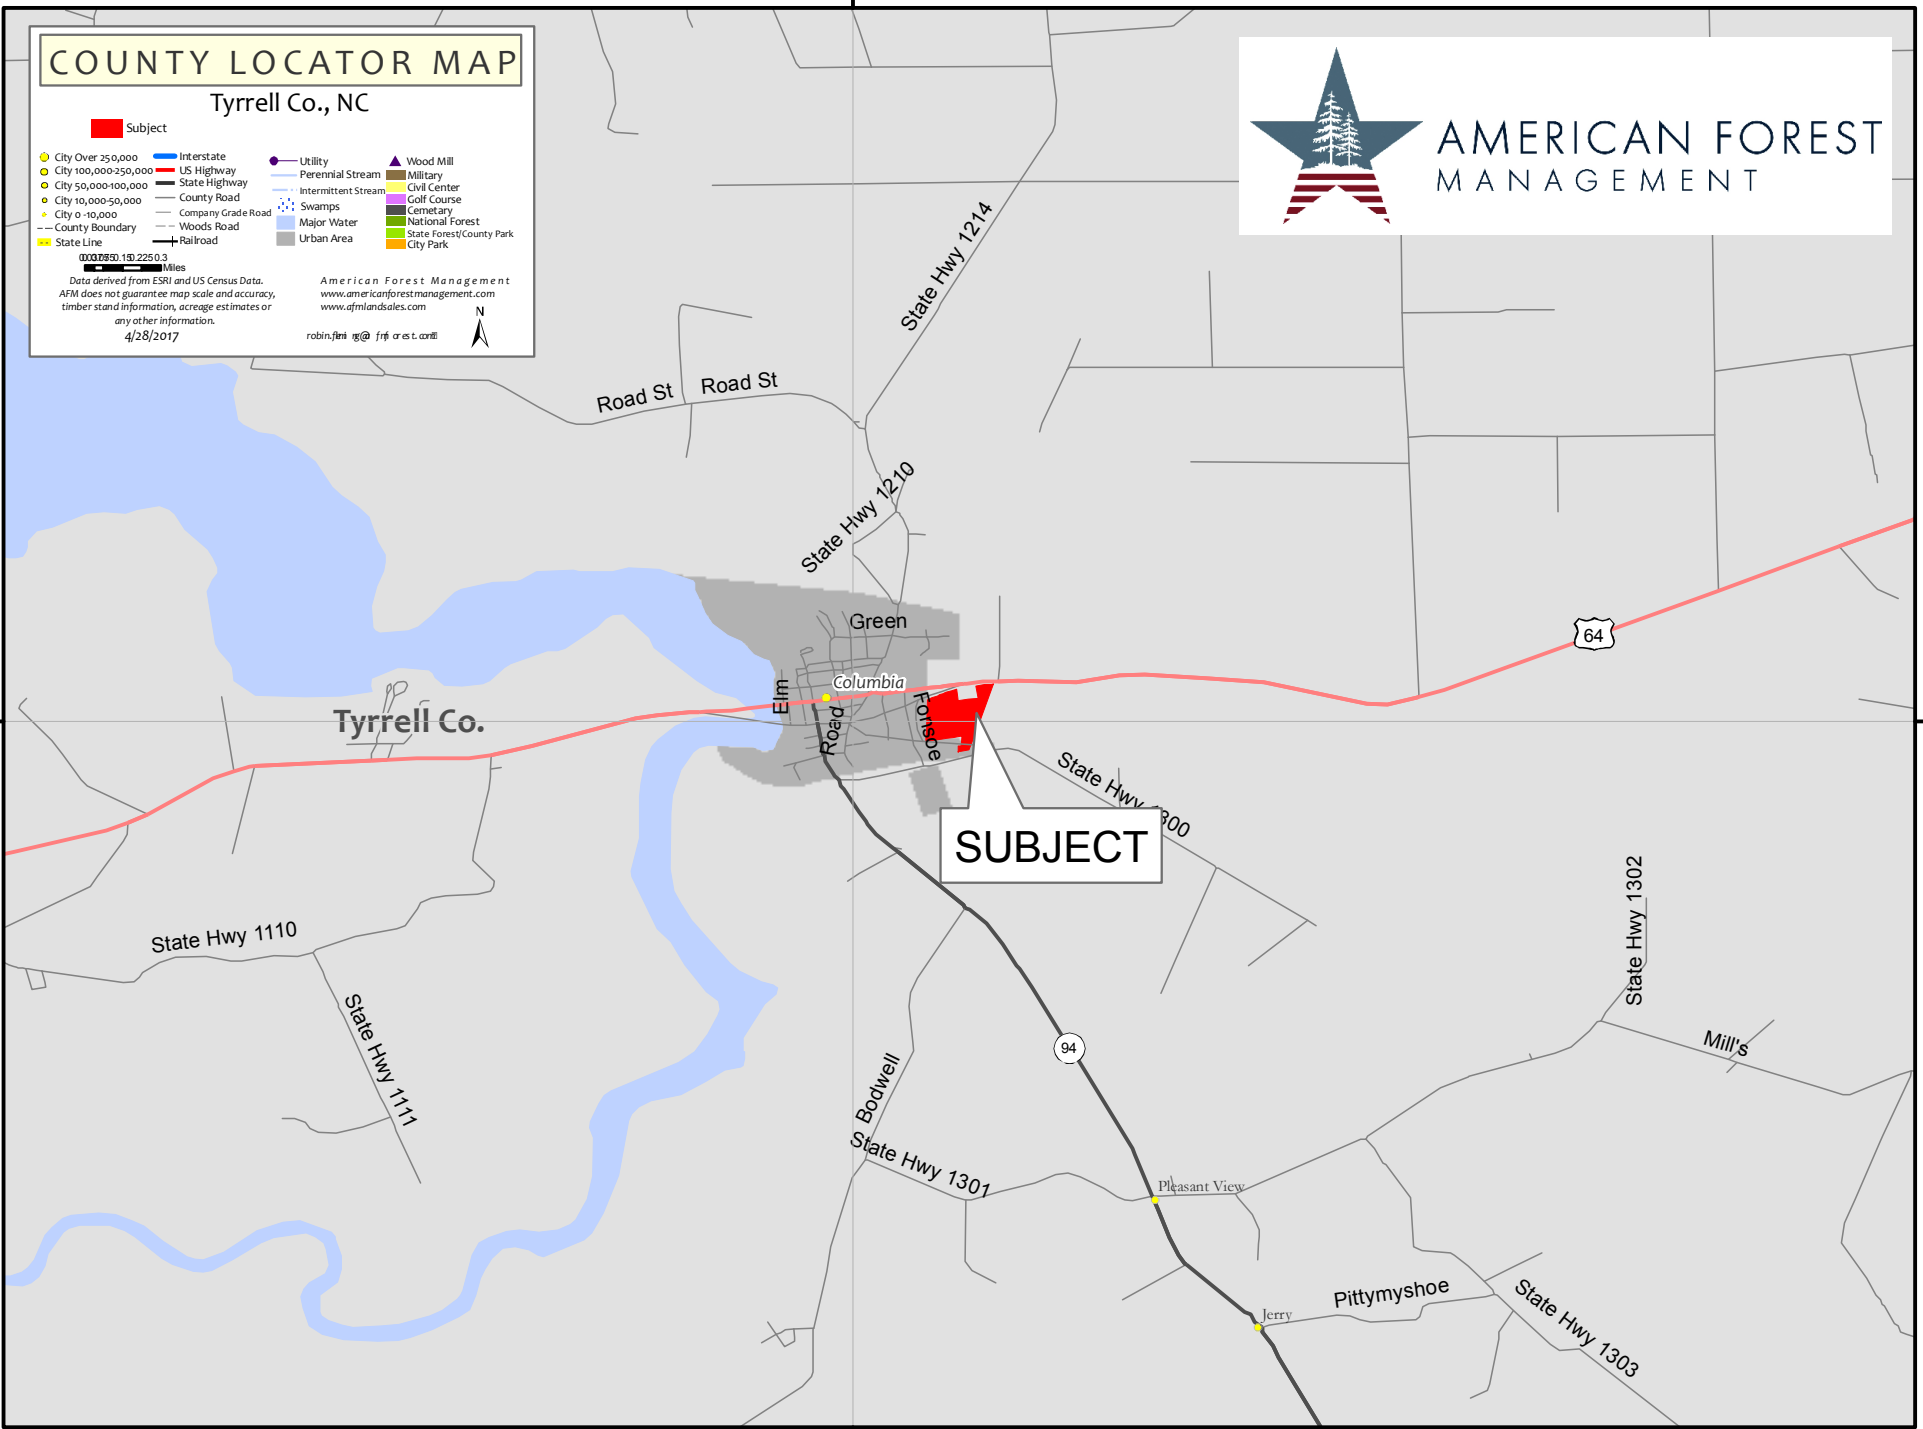 COUNTY LOCATOR MAP
Tyrrell Co., NC
Subject
City Over 250,000
City 100,000-250,000
City 50,000-100,000
City 10,000-50,000
City 0 -10,000
County Boundary
State Line
Interstate
US Highway
State Highway
County Road
Company Grade Road
Woods Road
Railroad
Utility
Perennial Stream
Intermittent Stream
Swamps
Major Water
Urban Area
Wood Mill
Military
Civil Center
Golf Course
Cemetary
National Forest
State Forest/County Park
City Park
Miles
Data derived from ESRI and US Census Data.
AFM does not guarantee map scale and accuracy,
timber stand information, acreage estimates or
any other information.
4/28/2017
American Forest Management
www.americanforestmanagement.com
www.afmlandsales.com
N
AMERICAN FOREST
MANAGEMENT
State Hwy 1214
Road St
Road St
State Hwy 1210
Green
64
Columbia
Elm
Road
Fonsoe
Tyrrell Co.
State Hwy 1300
SUBJECT
State Hwy 1302
State Hwy 1110
State Hwy 1111
94
Mill's
Bodwell
State Hwy 1301
Pleasant View
Jerry
Pittymyshoe
State Hwy 1303